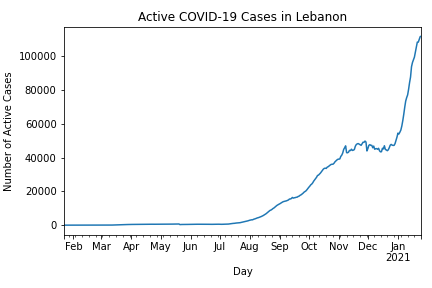 Active COVID-19 Cases in Lebanon
Number of Active Cases
100000
80000
60000
40000
20000
0
Feb Mar Apr May Jun Jul Aug Sep Oct Nov Dec Jan
2021
Day